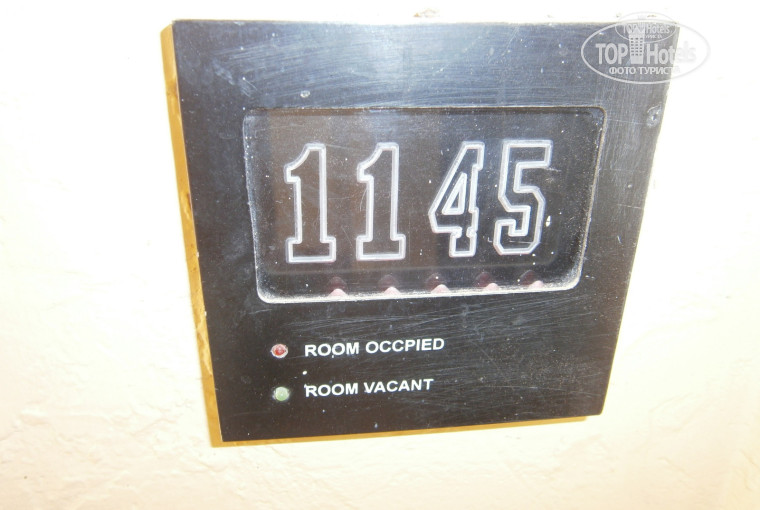 TOP Hotels
ФОТО ТУРИСТА
1145
ROOM OCCPIED
ROOM VACANT